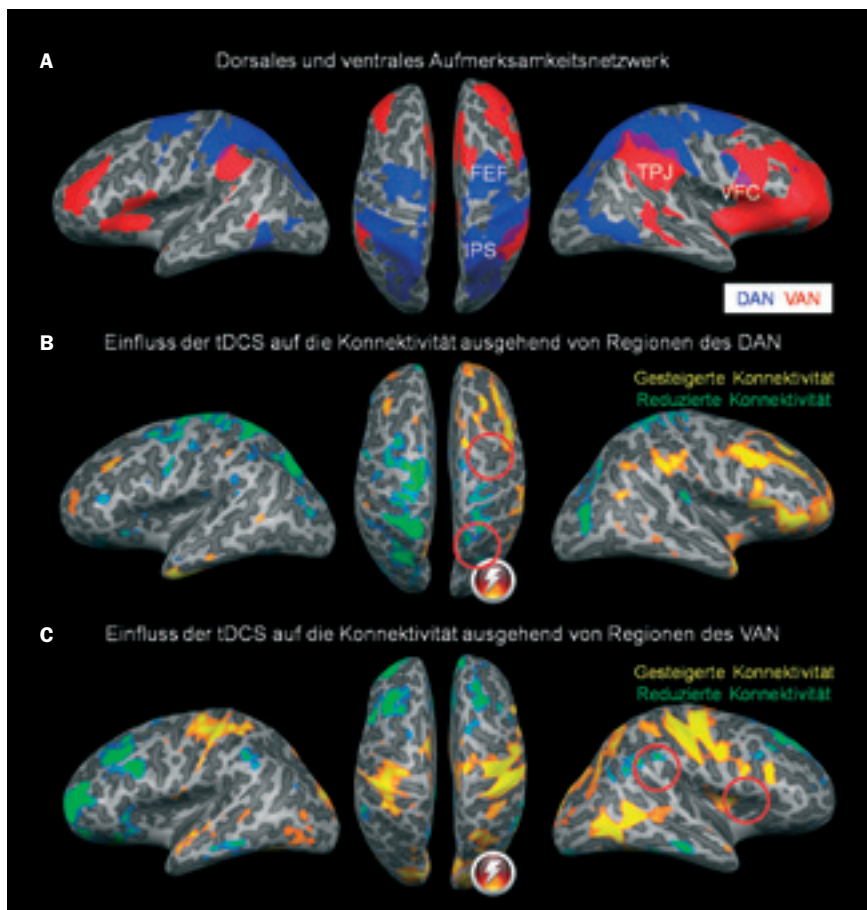 A
Dorsales und ventrales Aufmerksamkeitsnetzwerk
FEF
IPS
TPJ
VFC
DAN VAN
B
Einfluss der tDCS auf die Konnektivität ausgehend von Regionen des DAN
Gesteigerte Konnektivität
Reduzierte Konnektivität
C
Einfluss der tDCS auf die Konnektivität ausgehend von Regionen des VAN
Gesteigerte Konnektivität
Reduzierte Konnektivität